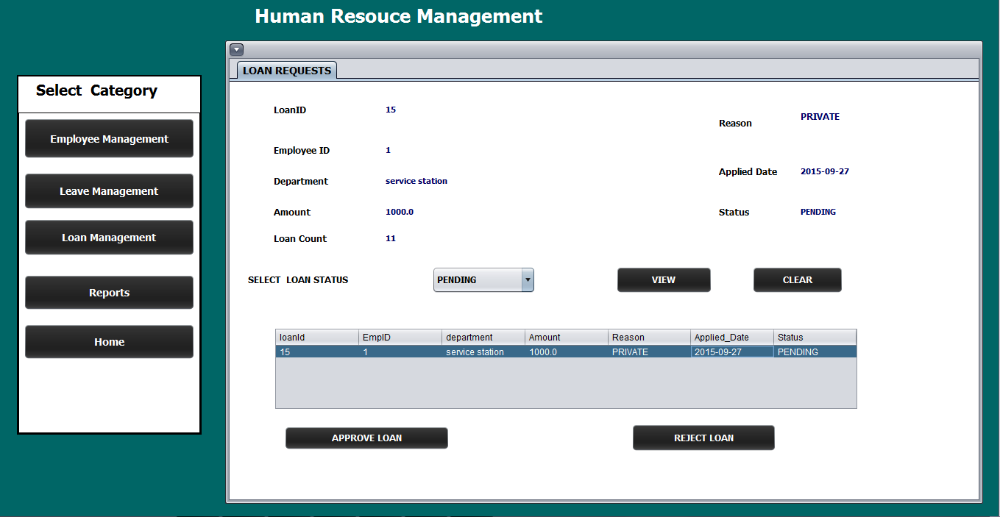 Human Resouce Management
Select  Category
Employee Management
Leave Management
Loan Management
Reports
Home
LOAN REQUESTS
LoanID 15
Reason PRIVATE
Employee ID 1
Department service station
Applied Date 2015-09-27
Amount 1000.0
Status PENDING
Loan Count 11
SELECT  LOAN STATUS PENDING VIEW CLEAR
loanId EmpID department Amount Reason Applied_Date Status
15 1 service station 1000.0 PRIVATE 2015-09-27 PENDING
APPROVE LOAN REJECT LOAN